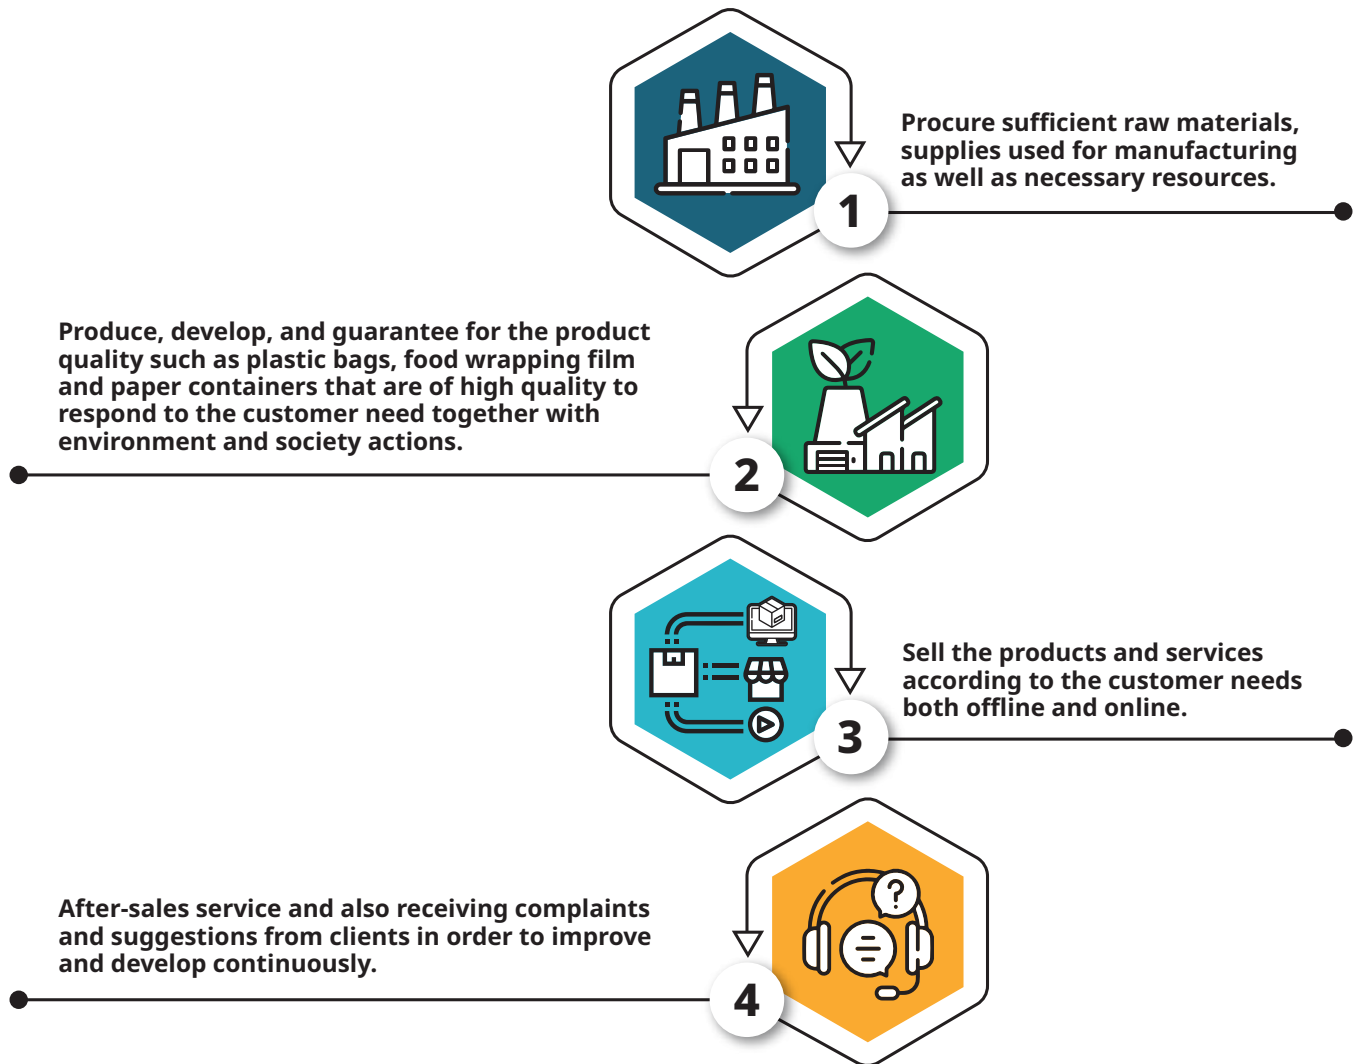 Procure sufficient raw materials,
supplies used for manufacturing
as well as necessary resources.
1
Produce, develop, and guarantee for the product
quality such as plastic bags, food wrapping film
and paper containers that are of high quality to
respond to the customer need together with
environment and society actions.
2
Sell the products and services
according to the customer needs
both offline and online.
3
After-sales service and also receiving complaints
and suggestions from clients in order to improve
and develop continuously.
4
?